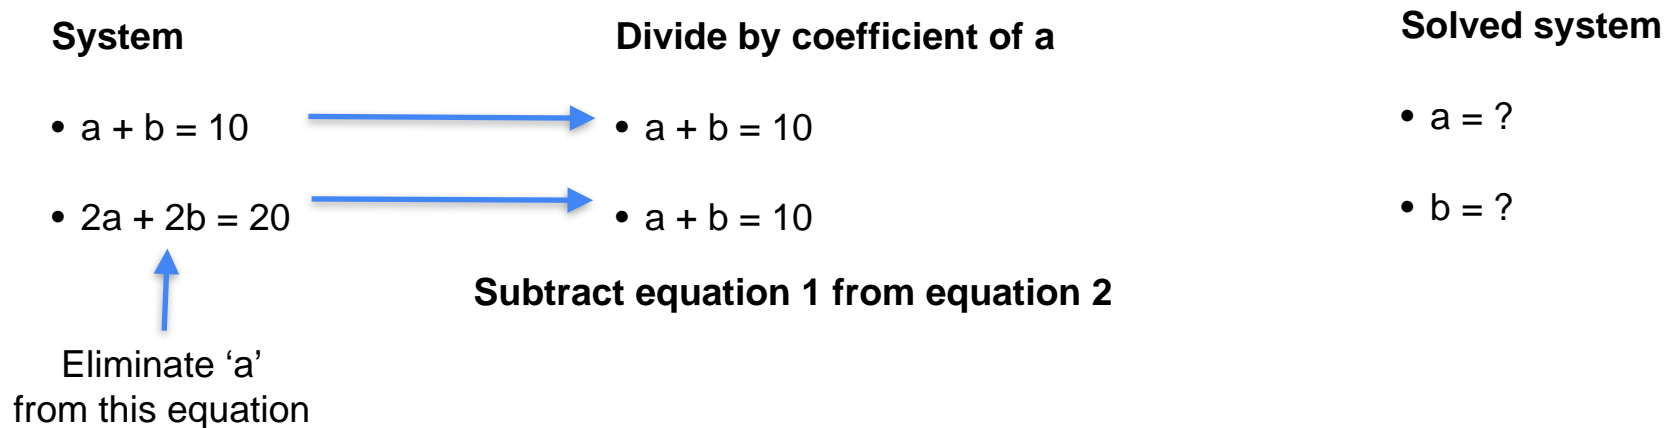 System
• a + b = 10
• 2a + 2b = 20
Eliminate ‘a’
from this equation
Divide by coefficient of a
• a + b = 10
• a + b = 10
Subtract equation 1 from equation 2
Solved system
• a = ?
• b = ?